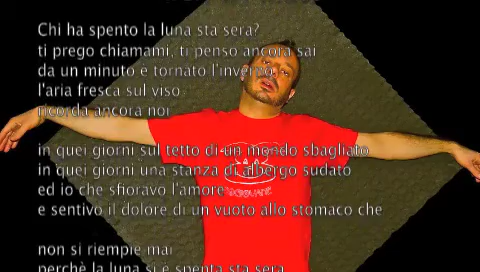 Chi ha spento la luna sta sera?
ti prego chiamami, ti penso ancora sai
da un minuto è tornato l'inverno,
l'aria fresca sul viso
ricorda ancora noi
in quei giorni sul tetto di un mondo sbagliato
in quei giorni una stanza di albergo sudato
ed io che sfioravo l'amore
e sentivo il dolore di un vuoto allo stomaco che
non si riempie mai
perchè la luna si è spenta sta sera